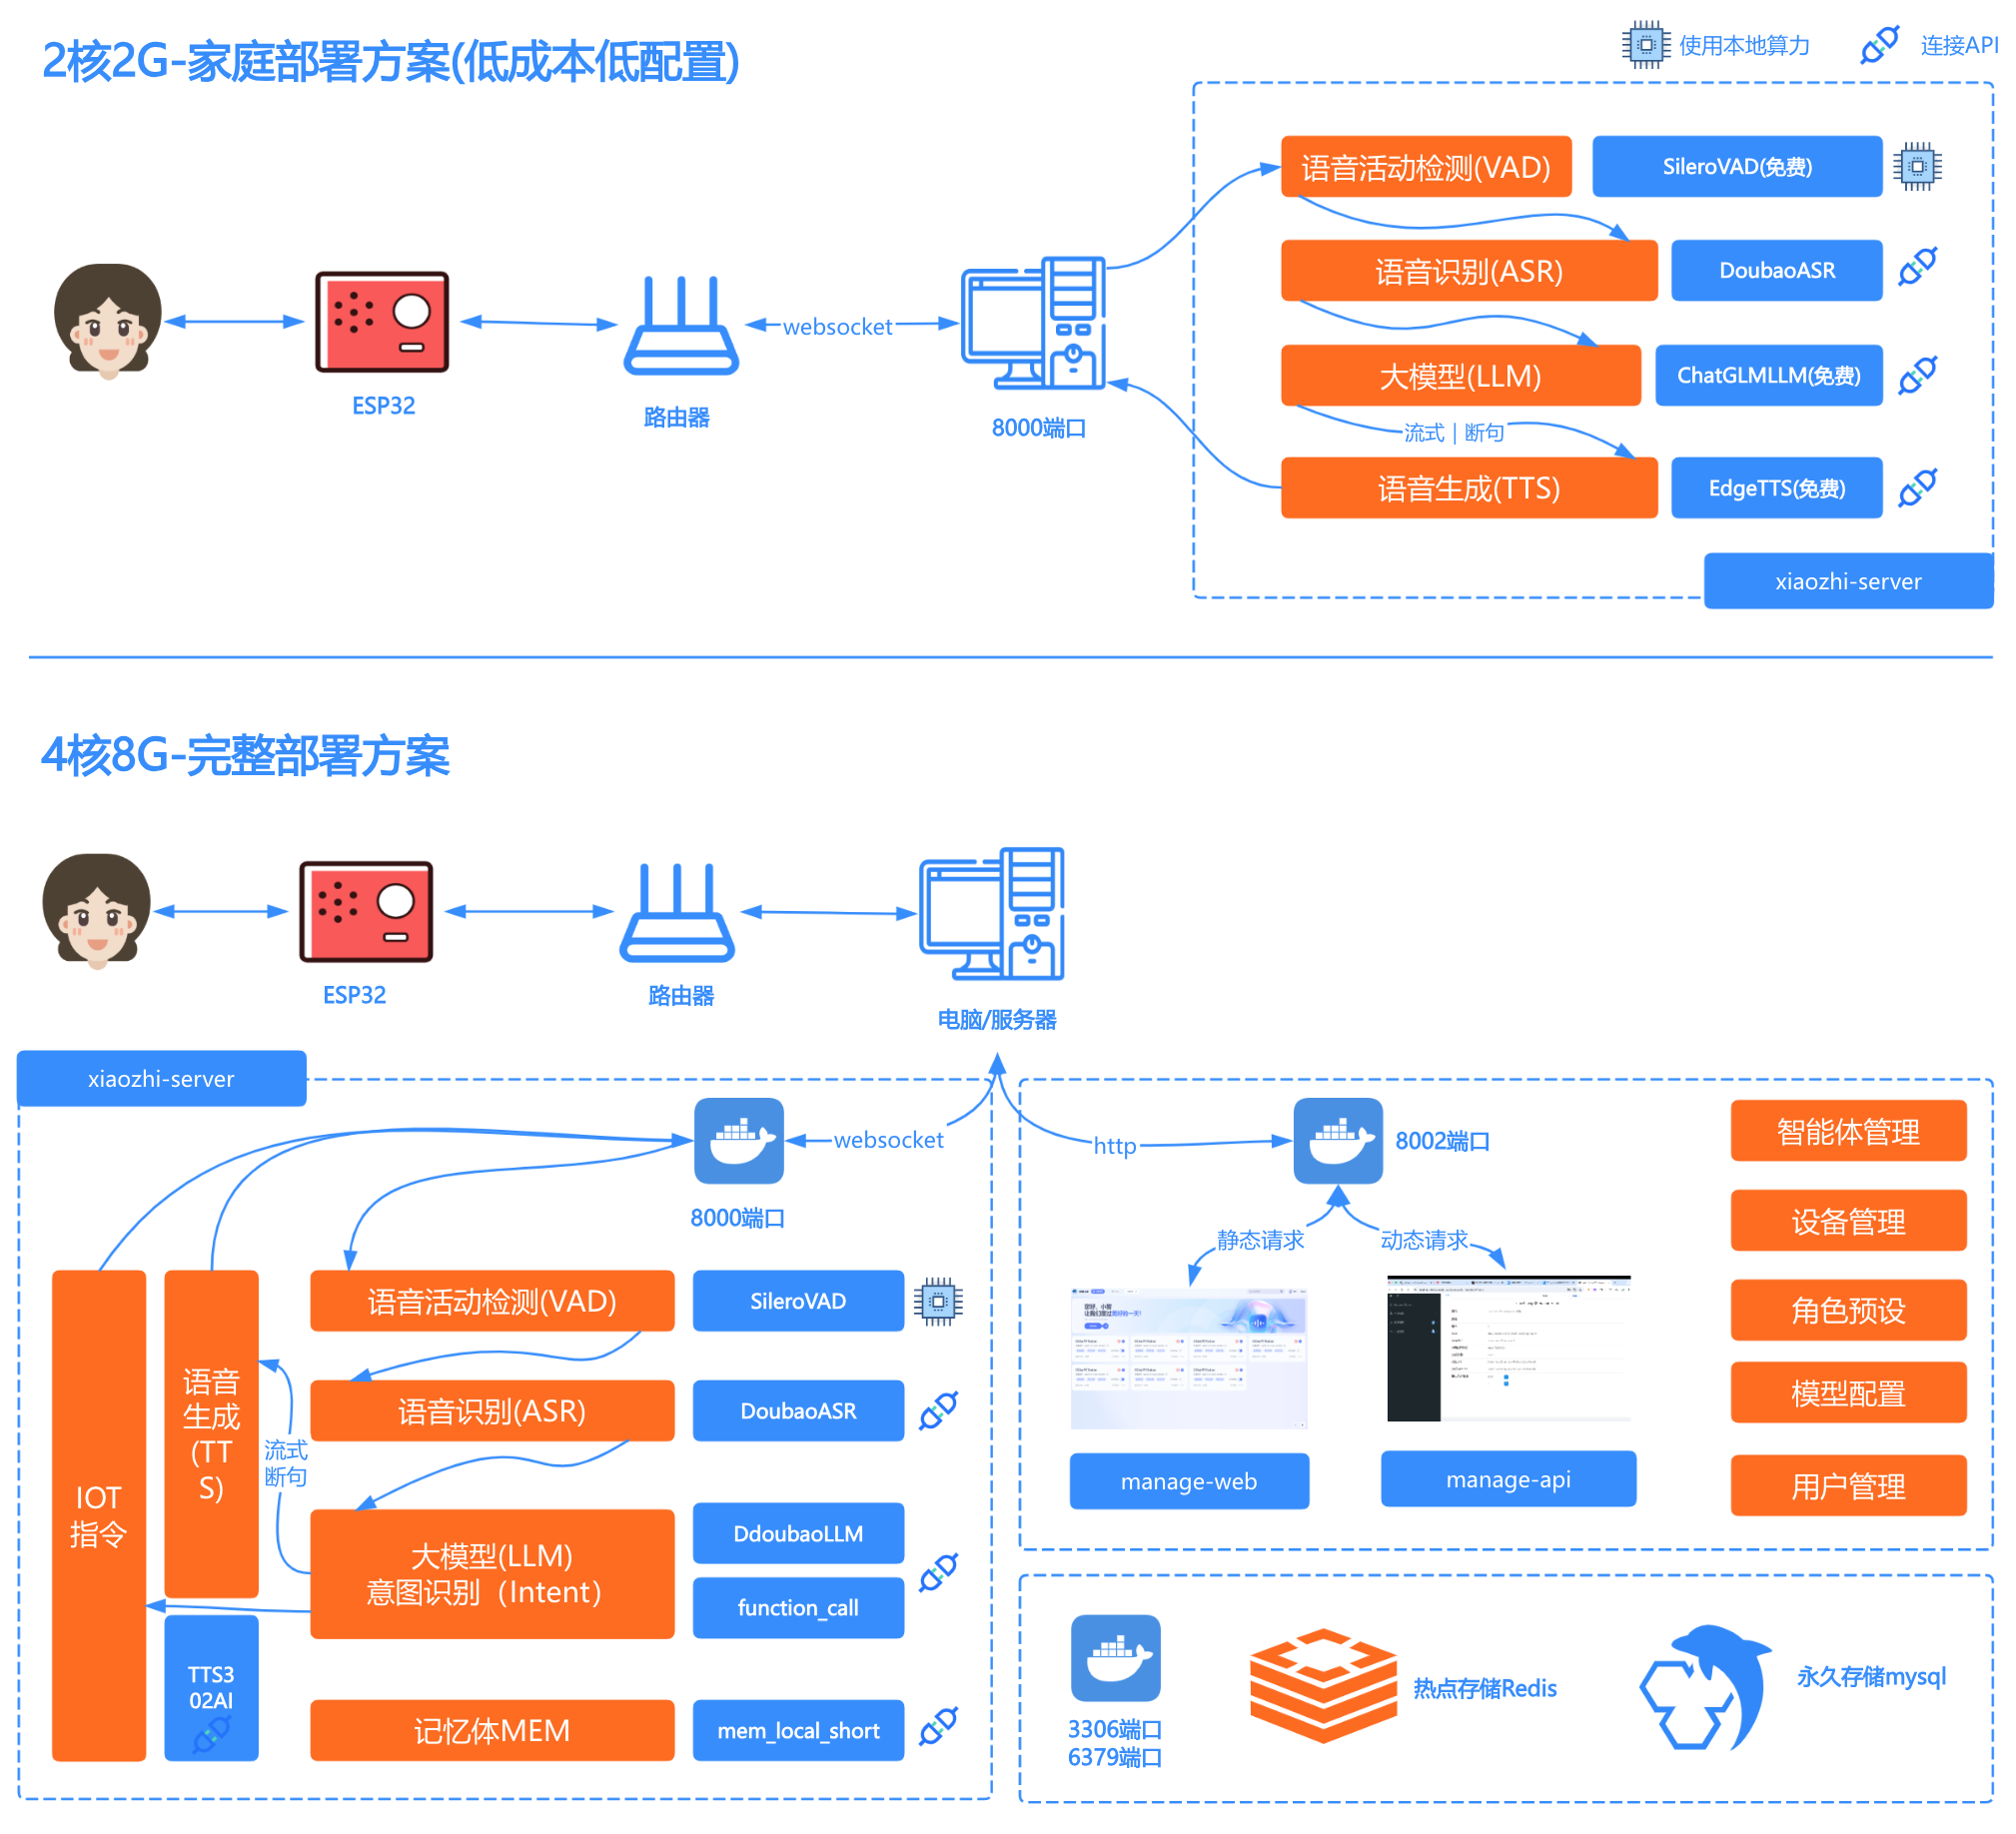 2核2G-家庭部署方案(低成本低配置)
使用本地算力
连接API
语音活动检测(VAD)
SileroVAD(免费)
语音识别(ASR)
DoubaoASR
大模型(LLM)
ChatGLMLLM(免费)
流式 | 断句
语音生成(TTS)
EdgeTTS(免费)
xiaozhi-server
ESP32
路由器
websocket
8000端口
4核8G-完整部署方案
ESP32
路由器
电脑/服务器
xiaozhi-server
websocket
8000端口
IOT
指令
语音
生成
(TT
S)
流式
断句
TTS3
02AI
语音活动检测(VAD)
SileroVAD
语音识别(ASR)
DoubaoASR
大模型(LLM)
意图识别（Intent）
DdoubaoLLM
function_call
记忆体MEM
mem_local_short
http
8002端口
静态请求
动态请求
您好，小智
manage-web
manage-api
智能体管理
设备管理
角色预设
模型配置
用户管理
3306端口
6379端口
热点存储Redis
永久存储mysql